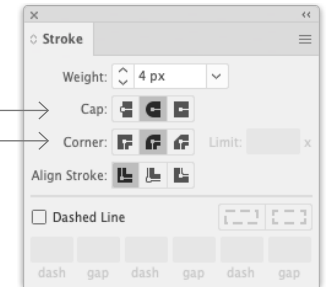 Stroke
Weight: 4 px
Cap:
Corner: Limit: x
Align Stroke:
Dashed Line
dash gap dash gap dash gap